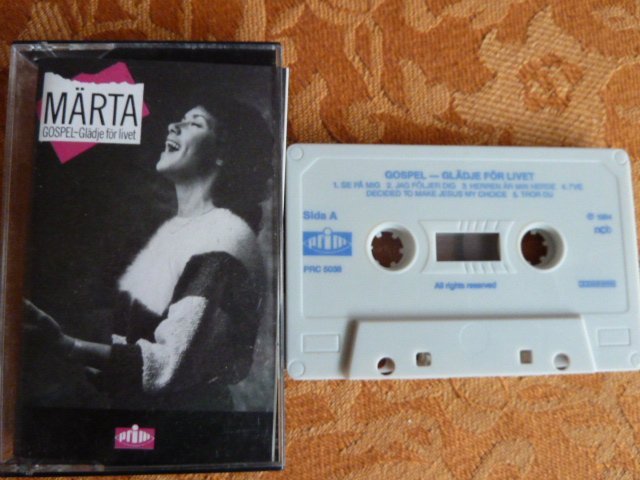 MÄRTA
GOSPEL-Glädje för livet
prim
GOSPEL — GLÄDJE FÖR LIVET
1. SE PÅ MIG 2. JAG FÖLJER DIG 3. HERREN ÄR MIN HERDE 4. I'VE
DECIDED TO MAKE JESUS MY CHOICE 5. TROR DU
Sida A
℗ 1984
prim
ncb
PRC 5038
All rights reserved